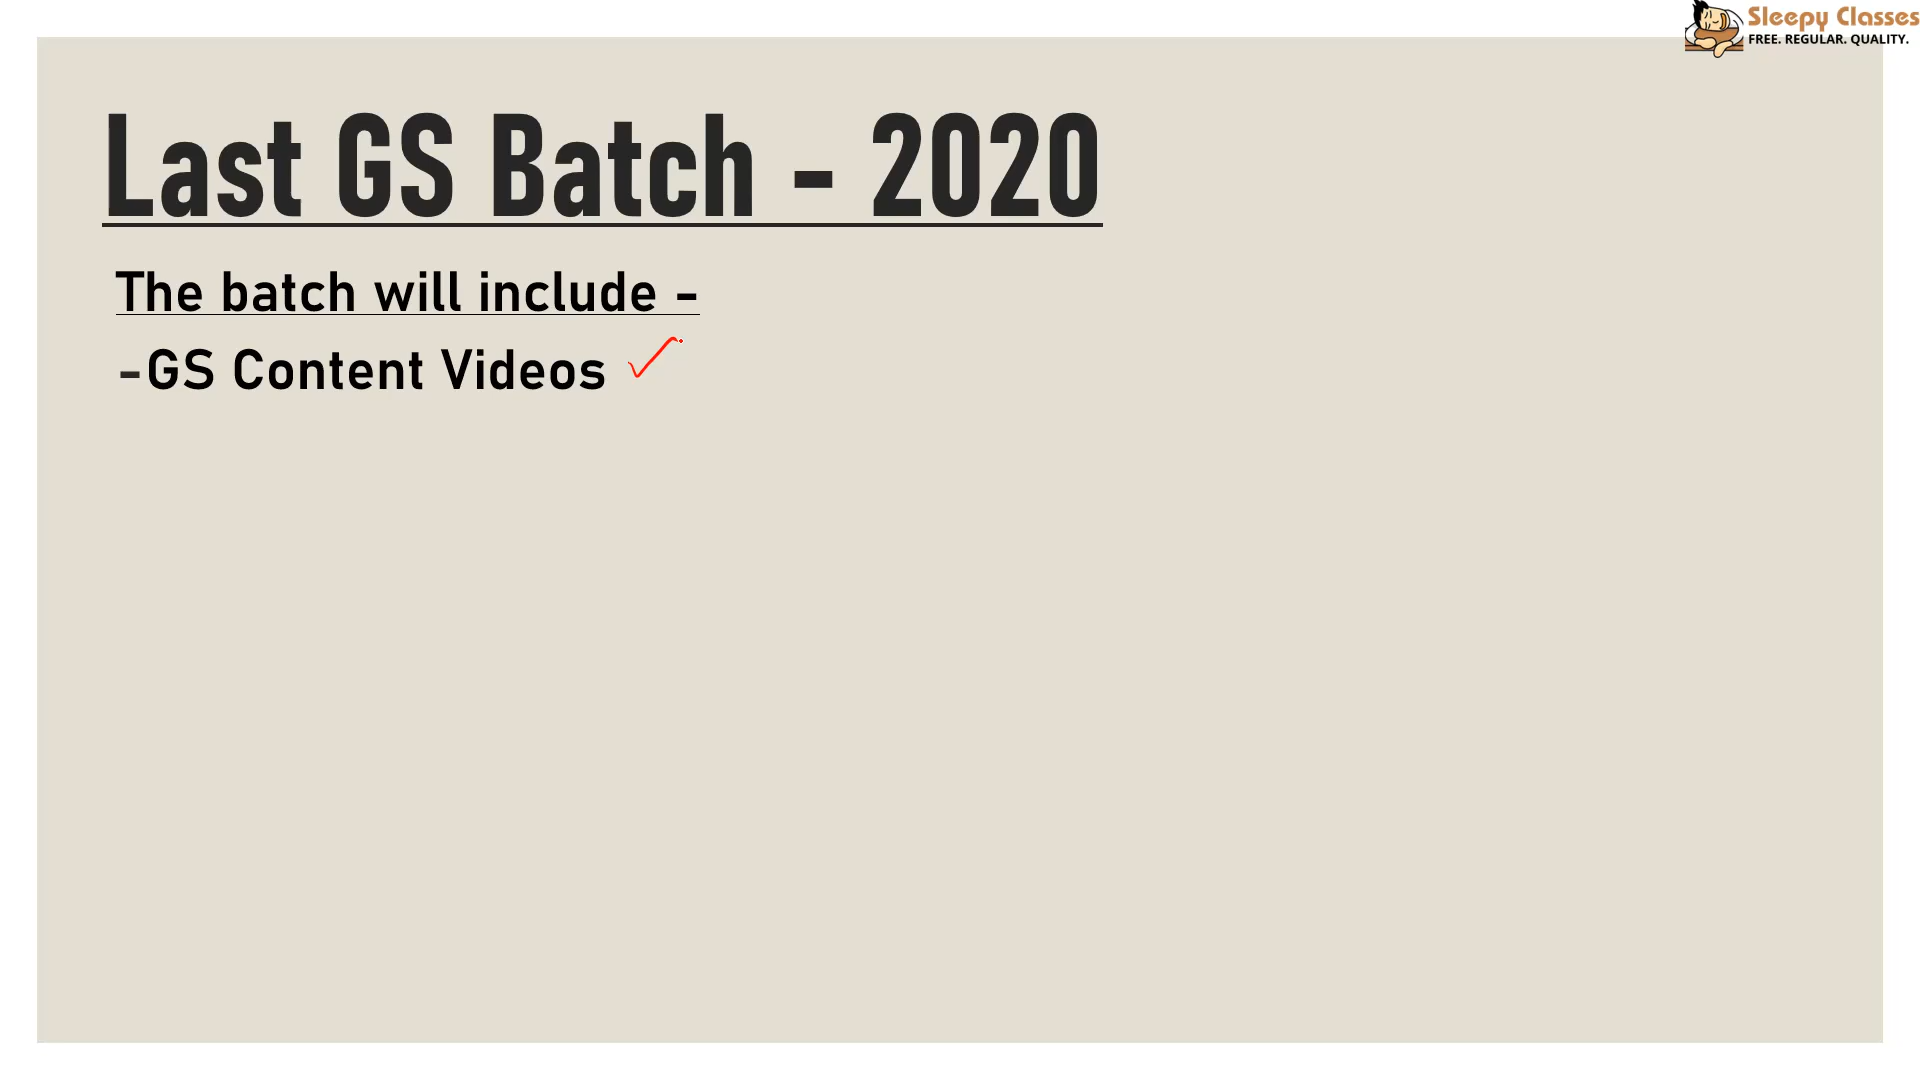 Sleepy Classes
FREE. REGULAR. QUALITY.
Last GS Batch - 2020
The batch will include -
-GS Content Videos